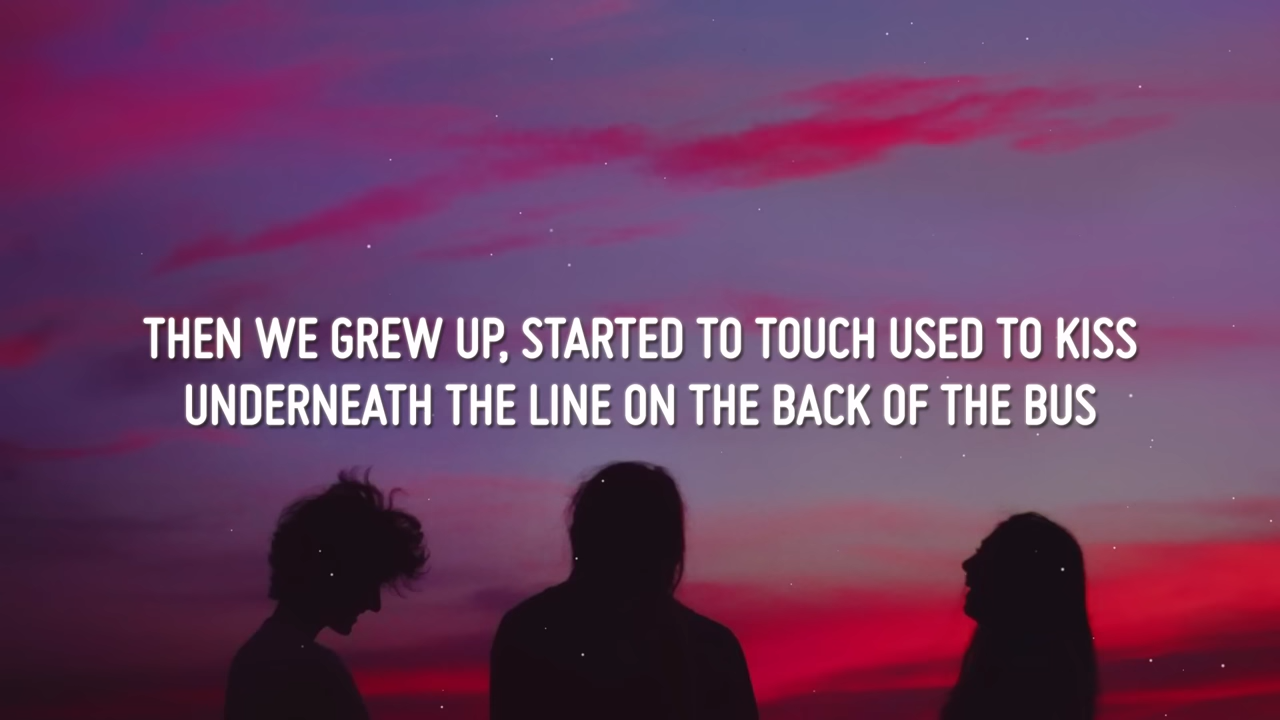 THEN WE GREW UP, STARTED TO TOUCH USED TO KISS
UNDERNEATH THE LINE ON THE BACK OF THE BUS